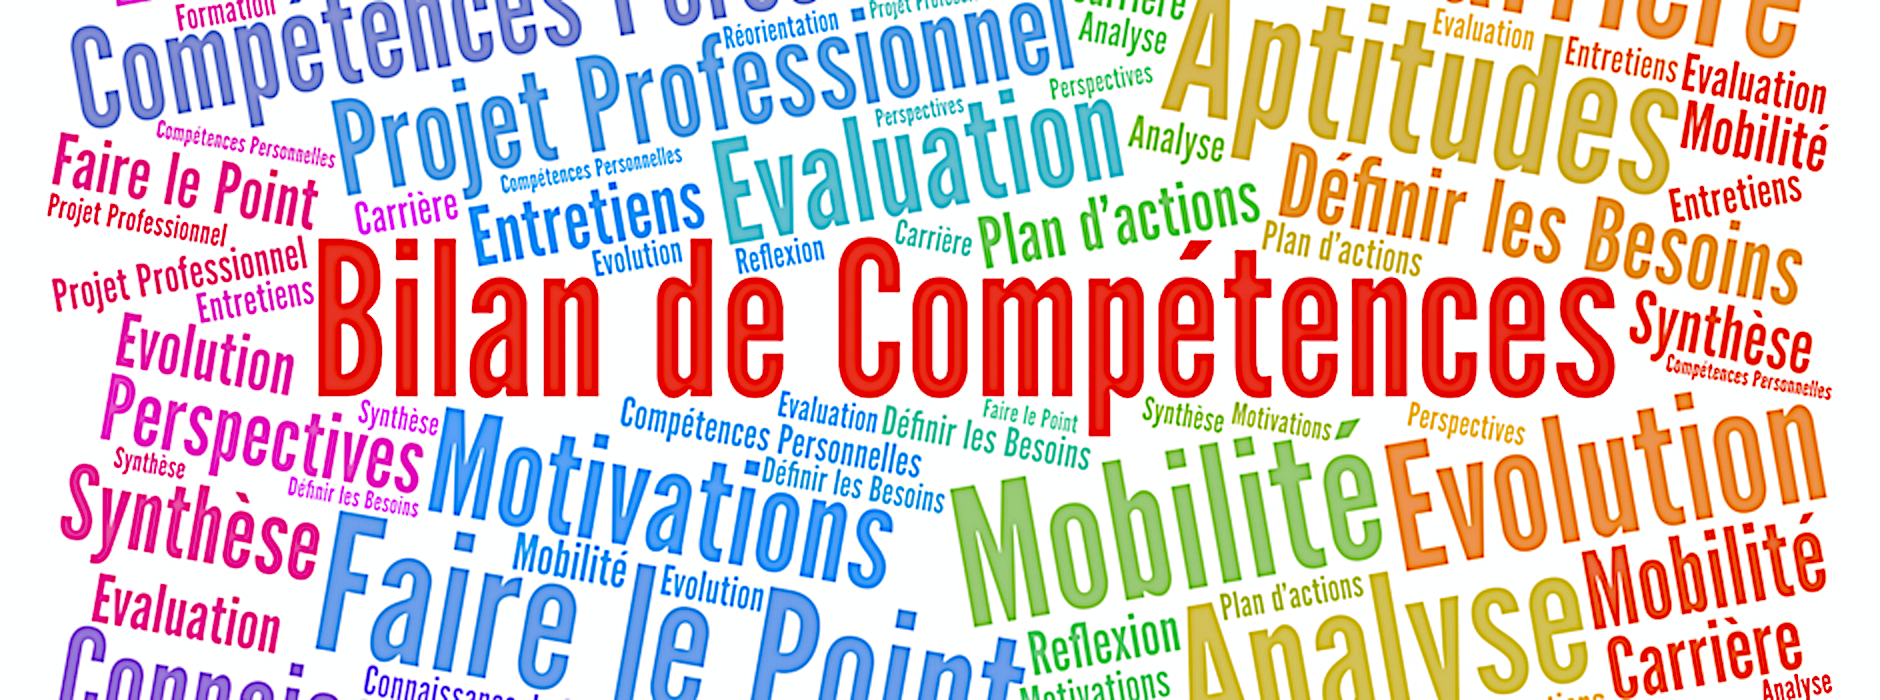 Formation
Compétences
Réorientation
Projet Professionnel
Analyse
Perspectives
Perspectives
Aptitudes
Evaluation
Entretiens
Evaluation
Mobilité
Compétences Personnelles
Faire le Point
Projet Professionnel
Compétences Personnelles
Carrière
Entretiens
Evaluation
Analyse
Définir les Besoins
Entretiens
Projet Professionnel
Entretiens
Evolution
Reflexion
Carrière
Plan d'actions
Plan d'actions
Bilan de Compétences
Synthèse
Compétences Personnelles
Evolution
Perspectives
Synthèse
Motivations
Compétences Personnelles
Evaluation
Définir les Besoins
Faire le Point
Synthèse
Motivations
Perspectives
Evolution
Synthèse
Définir les Besoins
Définir les Besoins
Mobilité
Synthèse
Faire le Point
Mobilité
Evolution
Plan d'actions
Mobilité
Evaluation
Reflexion
Analyse
Carrière
Motivations
Analyse